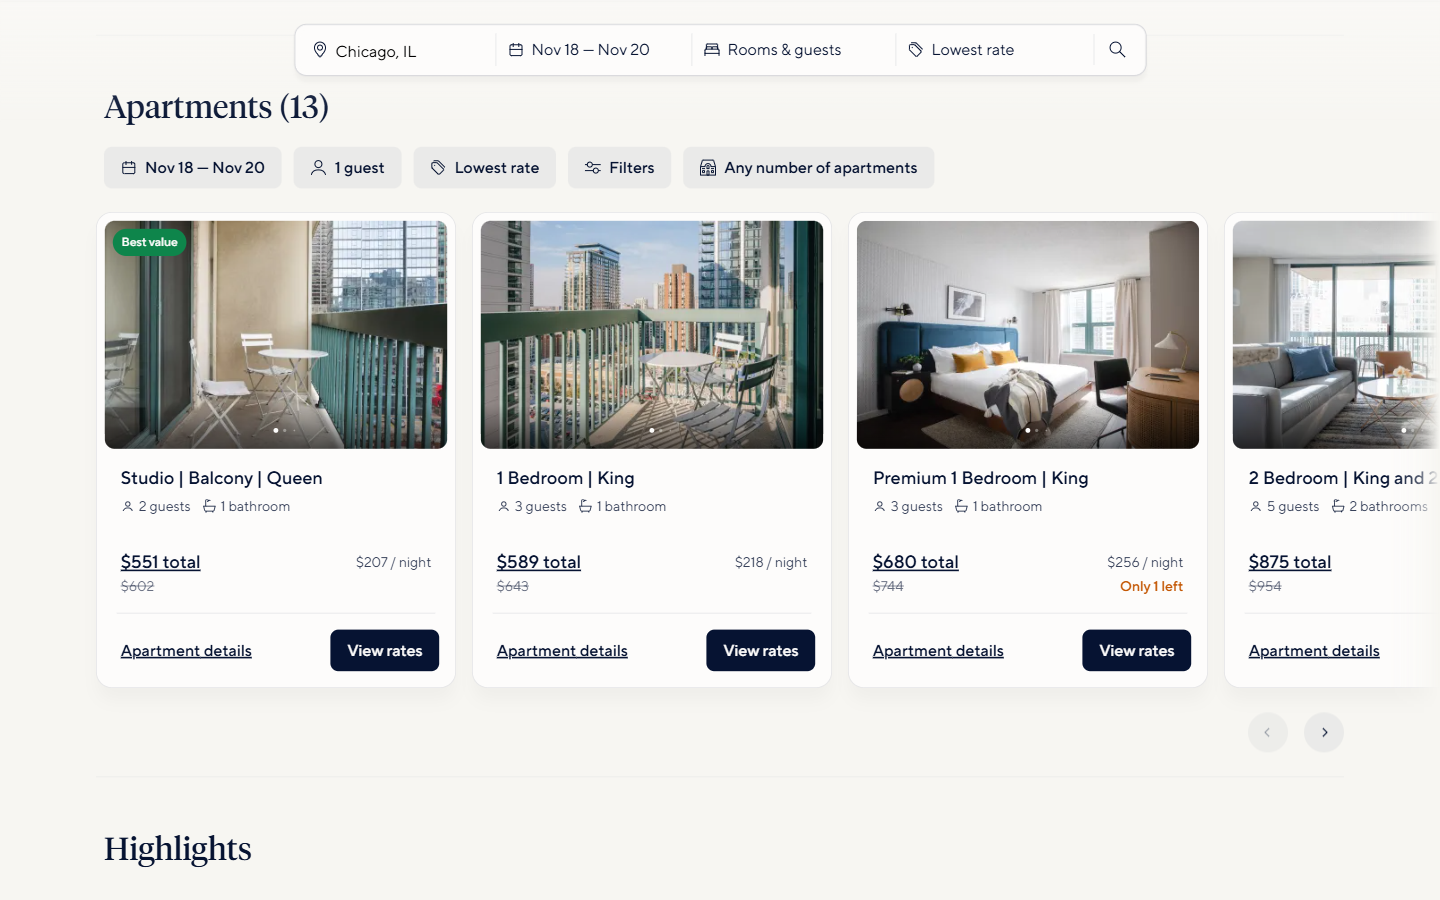 Chicago, IL
Nov 18 — Nov 20
Rooms & guests
Lowest rate
Apartments (13)
Nov 18 — Nov 20
1 guest
Lowest rate
Filters
Any number of apartments
Best value
Studio | Balcony | Queen
2 guests 1 bathroom
$551 total $207 / night
$602
Apartment details View rates
1 Bedroom | King
3 guests 1 bathroom
$589 total $218 / night
$643
Apartment details View rates
Premium 1 Bedroom | King
3 guests 1 bathroom
$680 total $256 / night
$744 Only 1 left
Apartment details View rates
2 Bedroom | King and 2
5 guests 2 bathrooms
$875 total
$954
Apartment details
Highlights